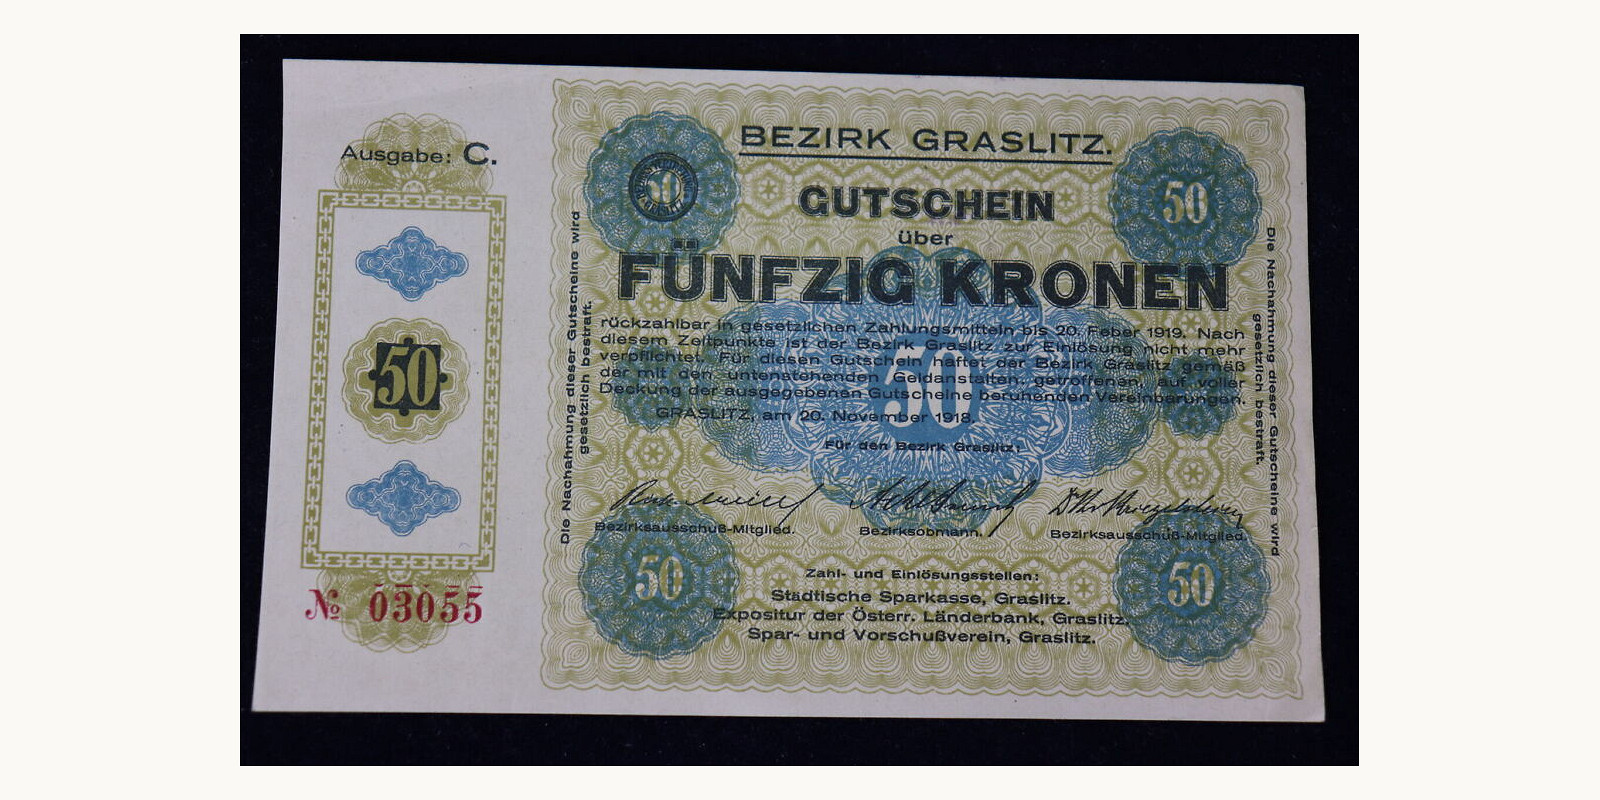 Ausgabe: C.
50
№ 03055
Die Nachahmung dieser Gutscheine wird
gesetzlich bestraft.
BEZIRK GRASLITZ.
50
50
GUTSCHEIN
über
FÜNFZIG KRONEN
rückzahlbar in gesetzlichen Zahlungsmitteln bis 20. Feber 1919. Nach
diesem Zeitpunkte ist der Bezirk Graslitz zur Einlösung nicht mehr
verpflichtet. Für diesen Gutschein haftet der Bezirk Graslitz gemäß
der mit den untenstehenden Geldanstalten getroffenen, auf voller
Deckung der ausgegebenen Gutscheine beruhenden Vereinbarungen.
50
GRASLITZ, am 20. November 1918.
Für den Bezirk Graslitz:
Bezirksausschuß-Mitglied. Bezirksobmann. Bezirksausschuß-Mitglied.
50
50
Zahl- und Einlösungsstellen:
Städtische Sparkasse, Graslitz.
Expositur der Österr. Länderbank, Graslitz.
Spar- und Vorschußverein, Graslitz.
Die Nachahmung dieser Gutscheine wird
gesetzlich bestraft.